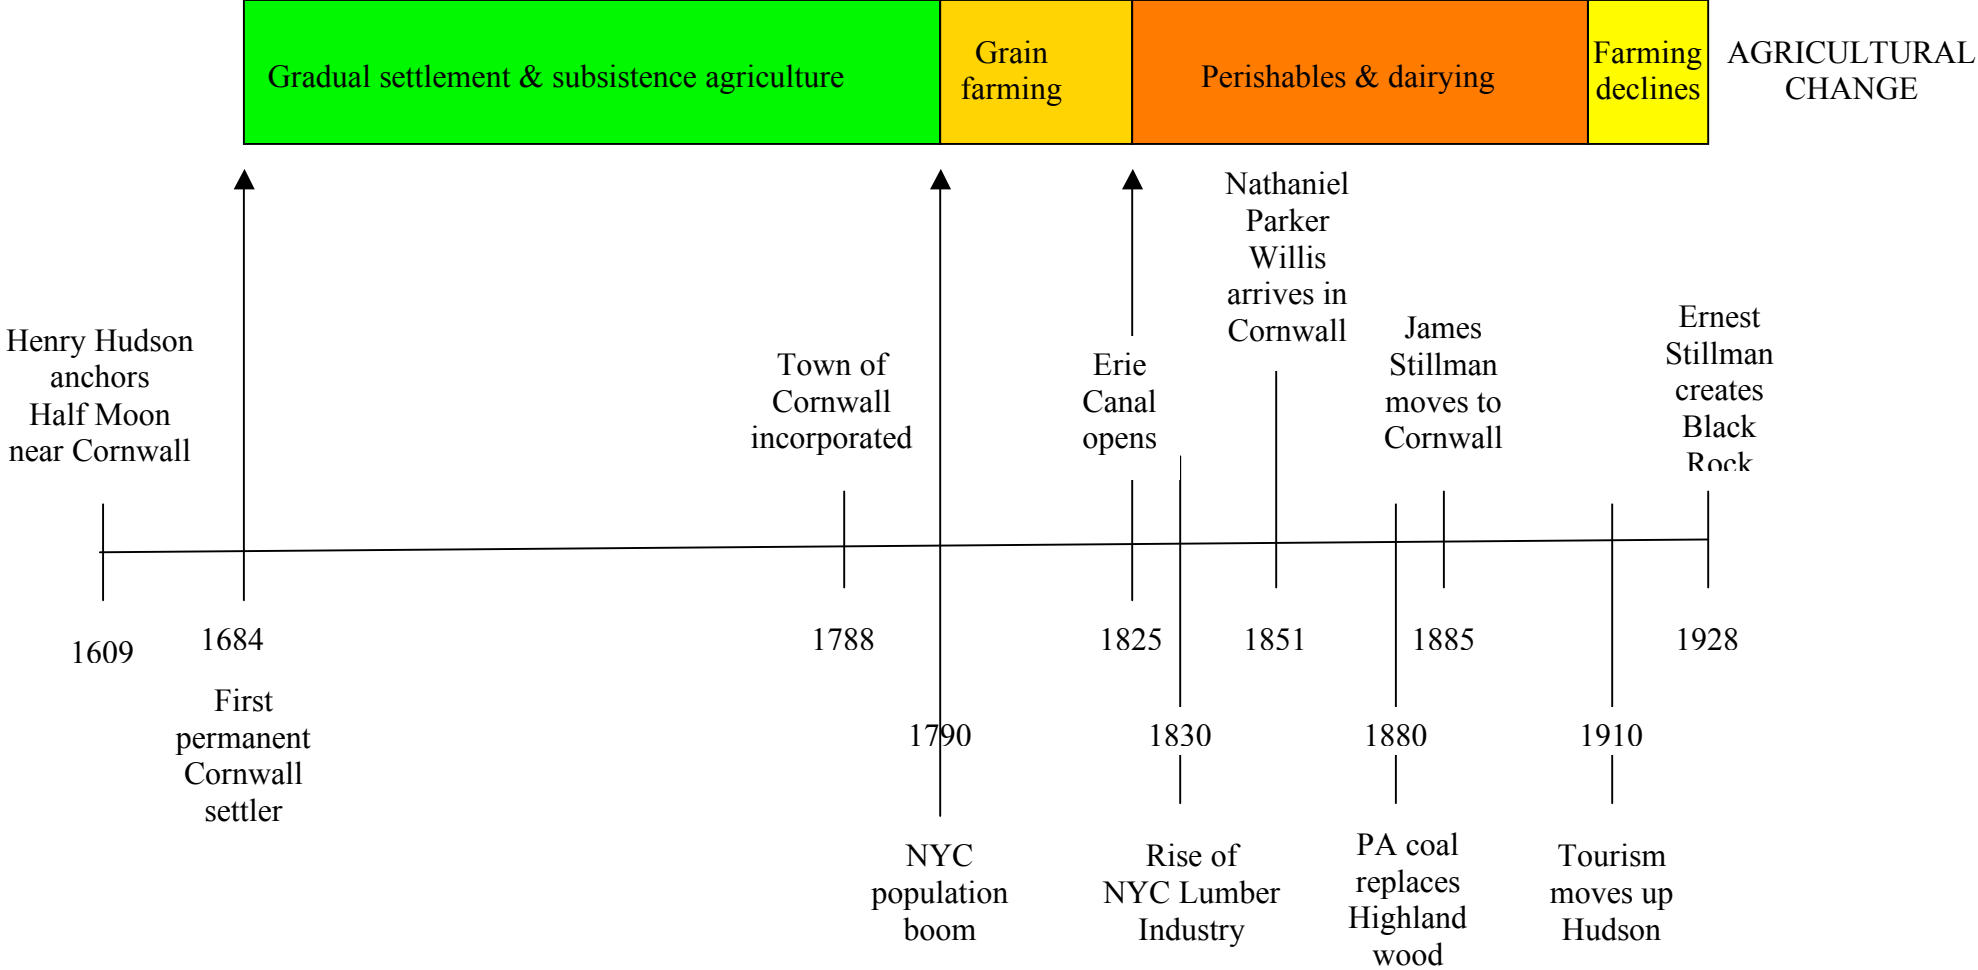 Gradual settlement & subsistence agriculture
Grain
farming
Perishables & dairying
Farming
declines
AGRICULTURAL
CHANGE
Henry Hudson
anchors
Half Moon
near Cornwall
Town of
Cornwall
incorporated
Erie
Canal
opens
Nathaniel
Parker
Willis
arrives in
Cornwall
James
Stillman
moves to
Cornwall
Ernest
Stillman
creates
Black
Rock
1609
1684
1788
1825
1851
1885
1928
First
permanent
Cornwall
settler
1790
1830
1880
1910
NYC
population
boom
Rise of
NYC Lumber
Industry
PA coal
replaces
Highland
wood
Tourism
moves up
Hudson